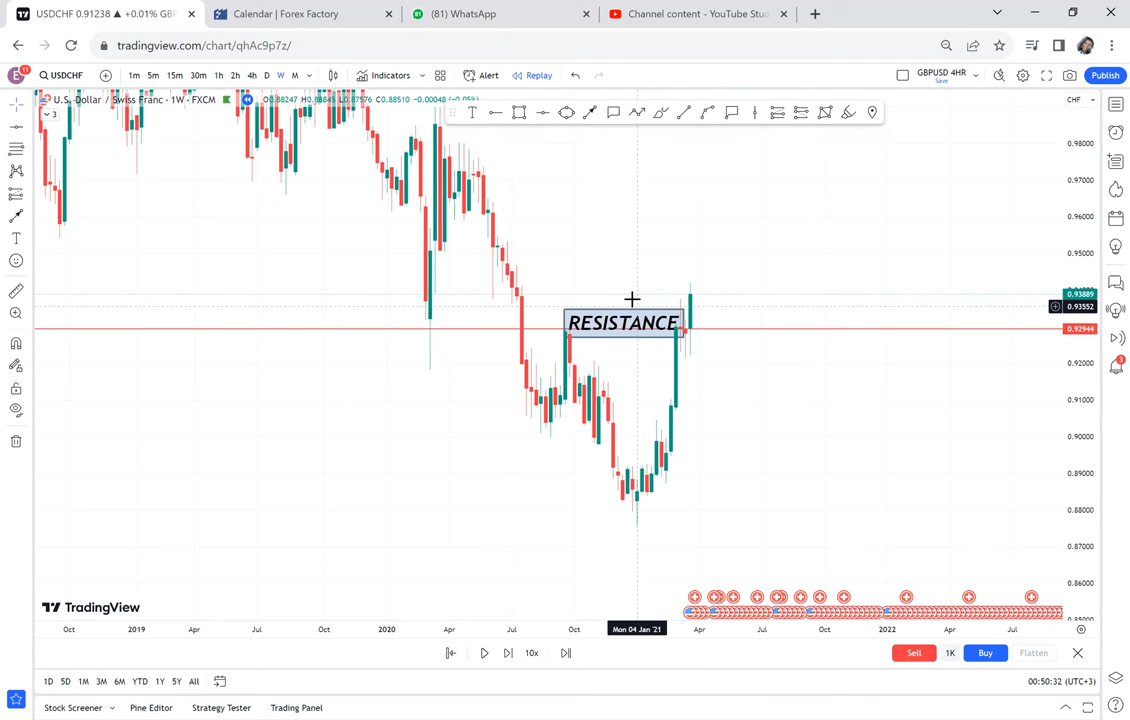 USDCHF 0.91238 ▲ +0.01% GBP
Calendar | Forex Factory
(81) WhatsApp
Channel content - YouTube Stud
tradingview.com/chart/qhAc9p7z/
E
11
USDCHF
1m
5m
15m
30m
1h
2h
4h
D
W
M
Indicators
Alert
Replay
GBPUSD 4HR
Save
Publish
U.S. Dollar / Swiss Franc · 1W · FXCM
3
CHF
0.98000
0.97000
0.96000
0.95000
0.93889
0.93552
0.92944
0.92000
0.91000
0.90000
0.89000
0.88000
0.87000
0.86000
RESISTANCE
3
TradingView
Oct
2019
Apr
Jul
Oct
2020
Apr
Jul
Oct
Mon 04 Jan '21
Apr
Jul
Oct
2022
Apr
Jul
10x
Sell
1K
Buy
Flatten
1D
5D
1M
3M
6M
YTD
1Y
5Y
All
00:50:32 (UTC+3)
Stock Screener
Pine Editor
Strategy Tester
Trading Panel